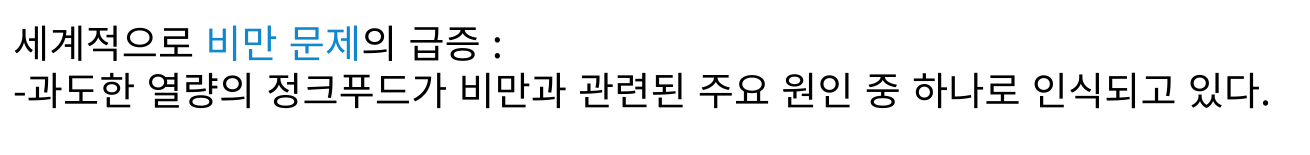 세계적으로 비만 문제의 급증 :
-과도한 열량의 정크푸드가 비만과 관련된 주요 원인 중 하나로 인식되고 있다.